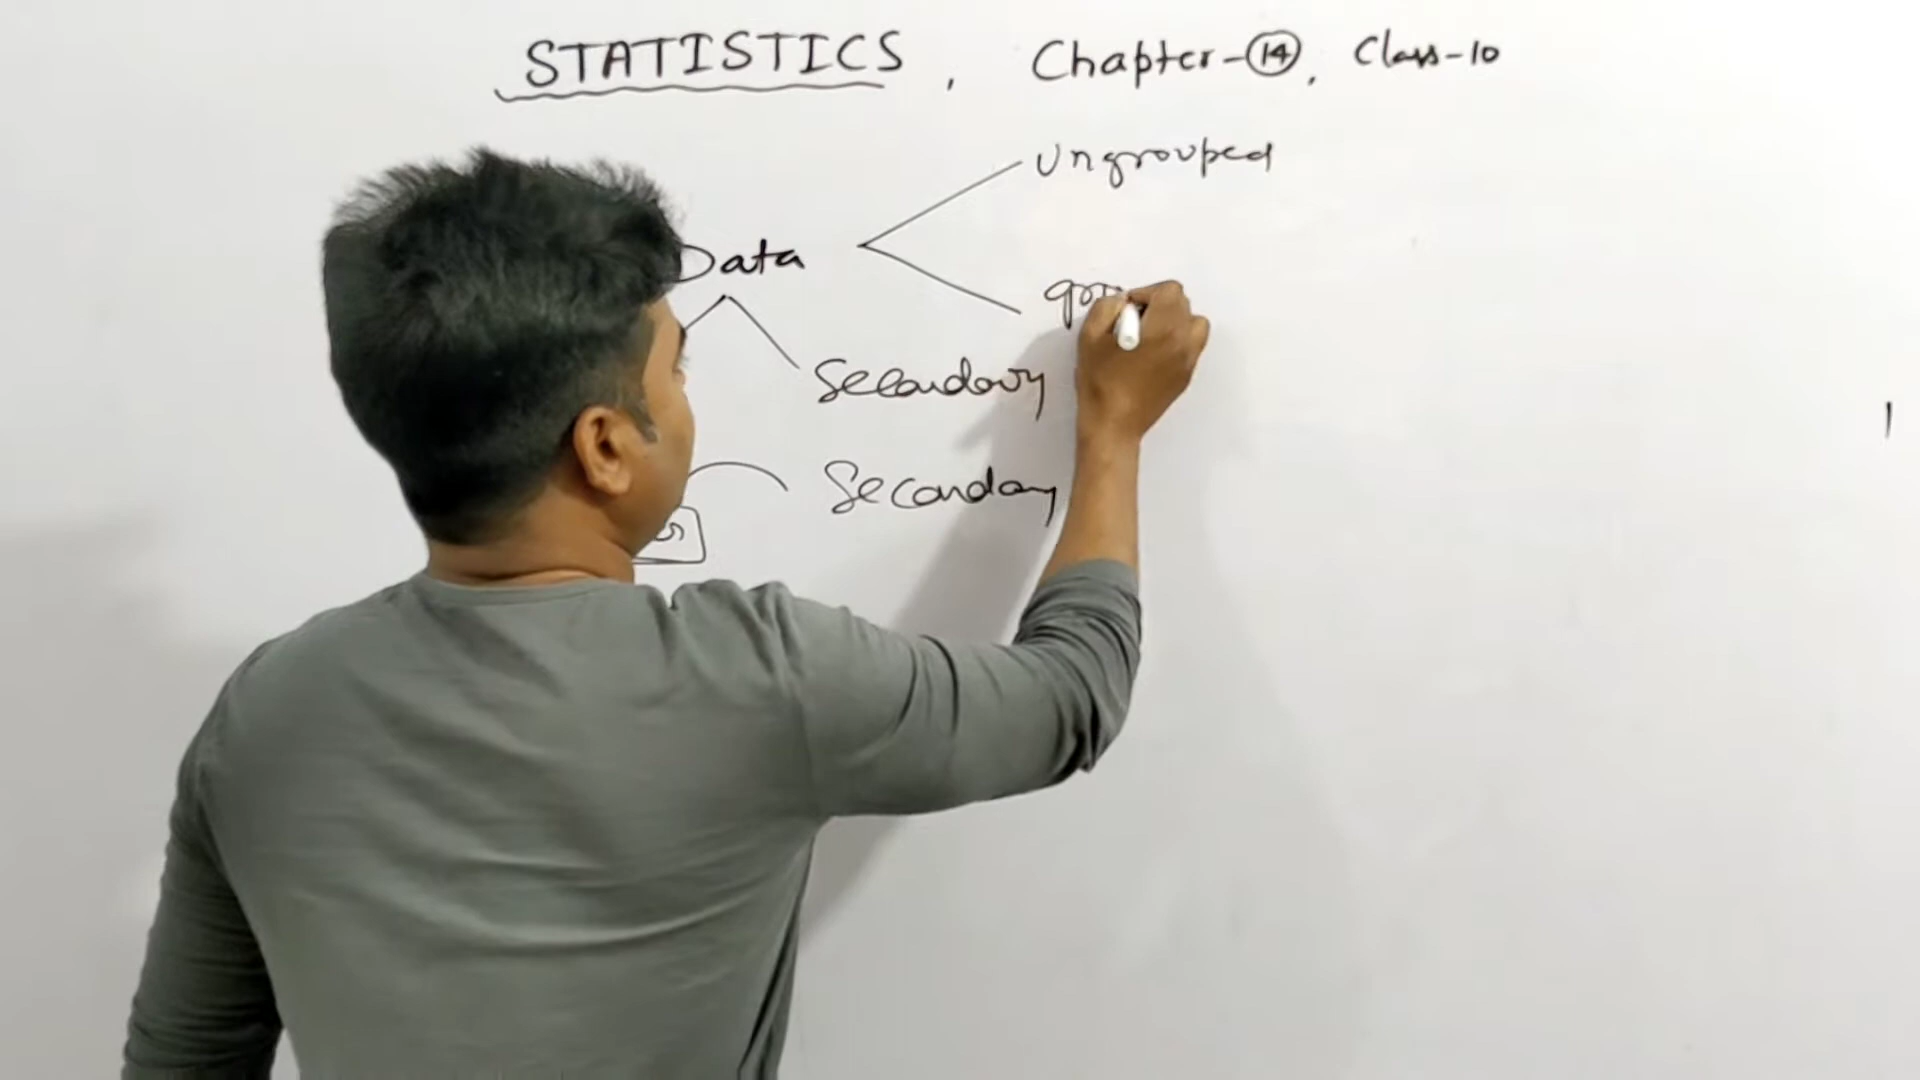 STATISTICS, Chapter-14, Class-10
Ungrouped
Data
Secondary
Secondary